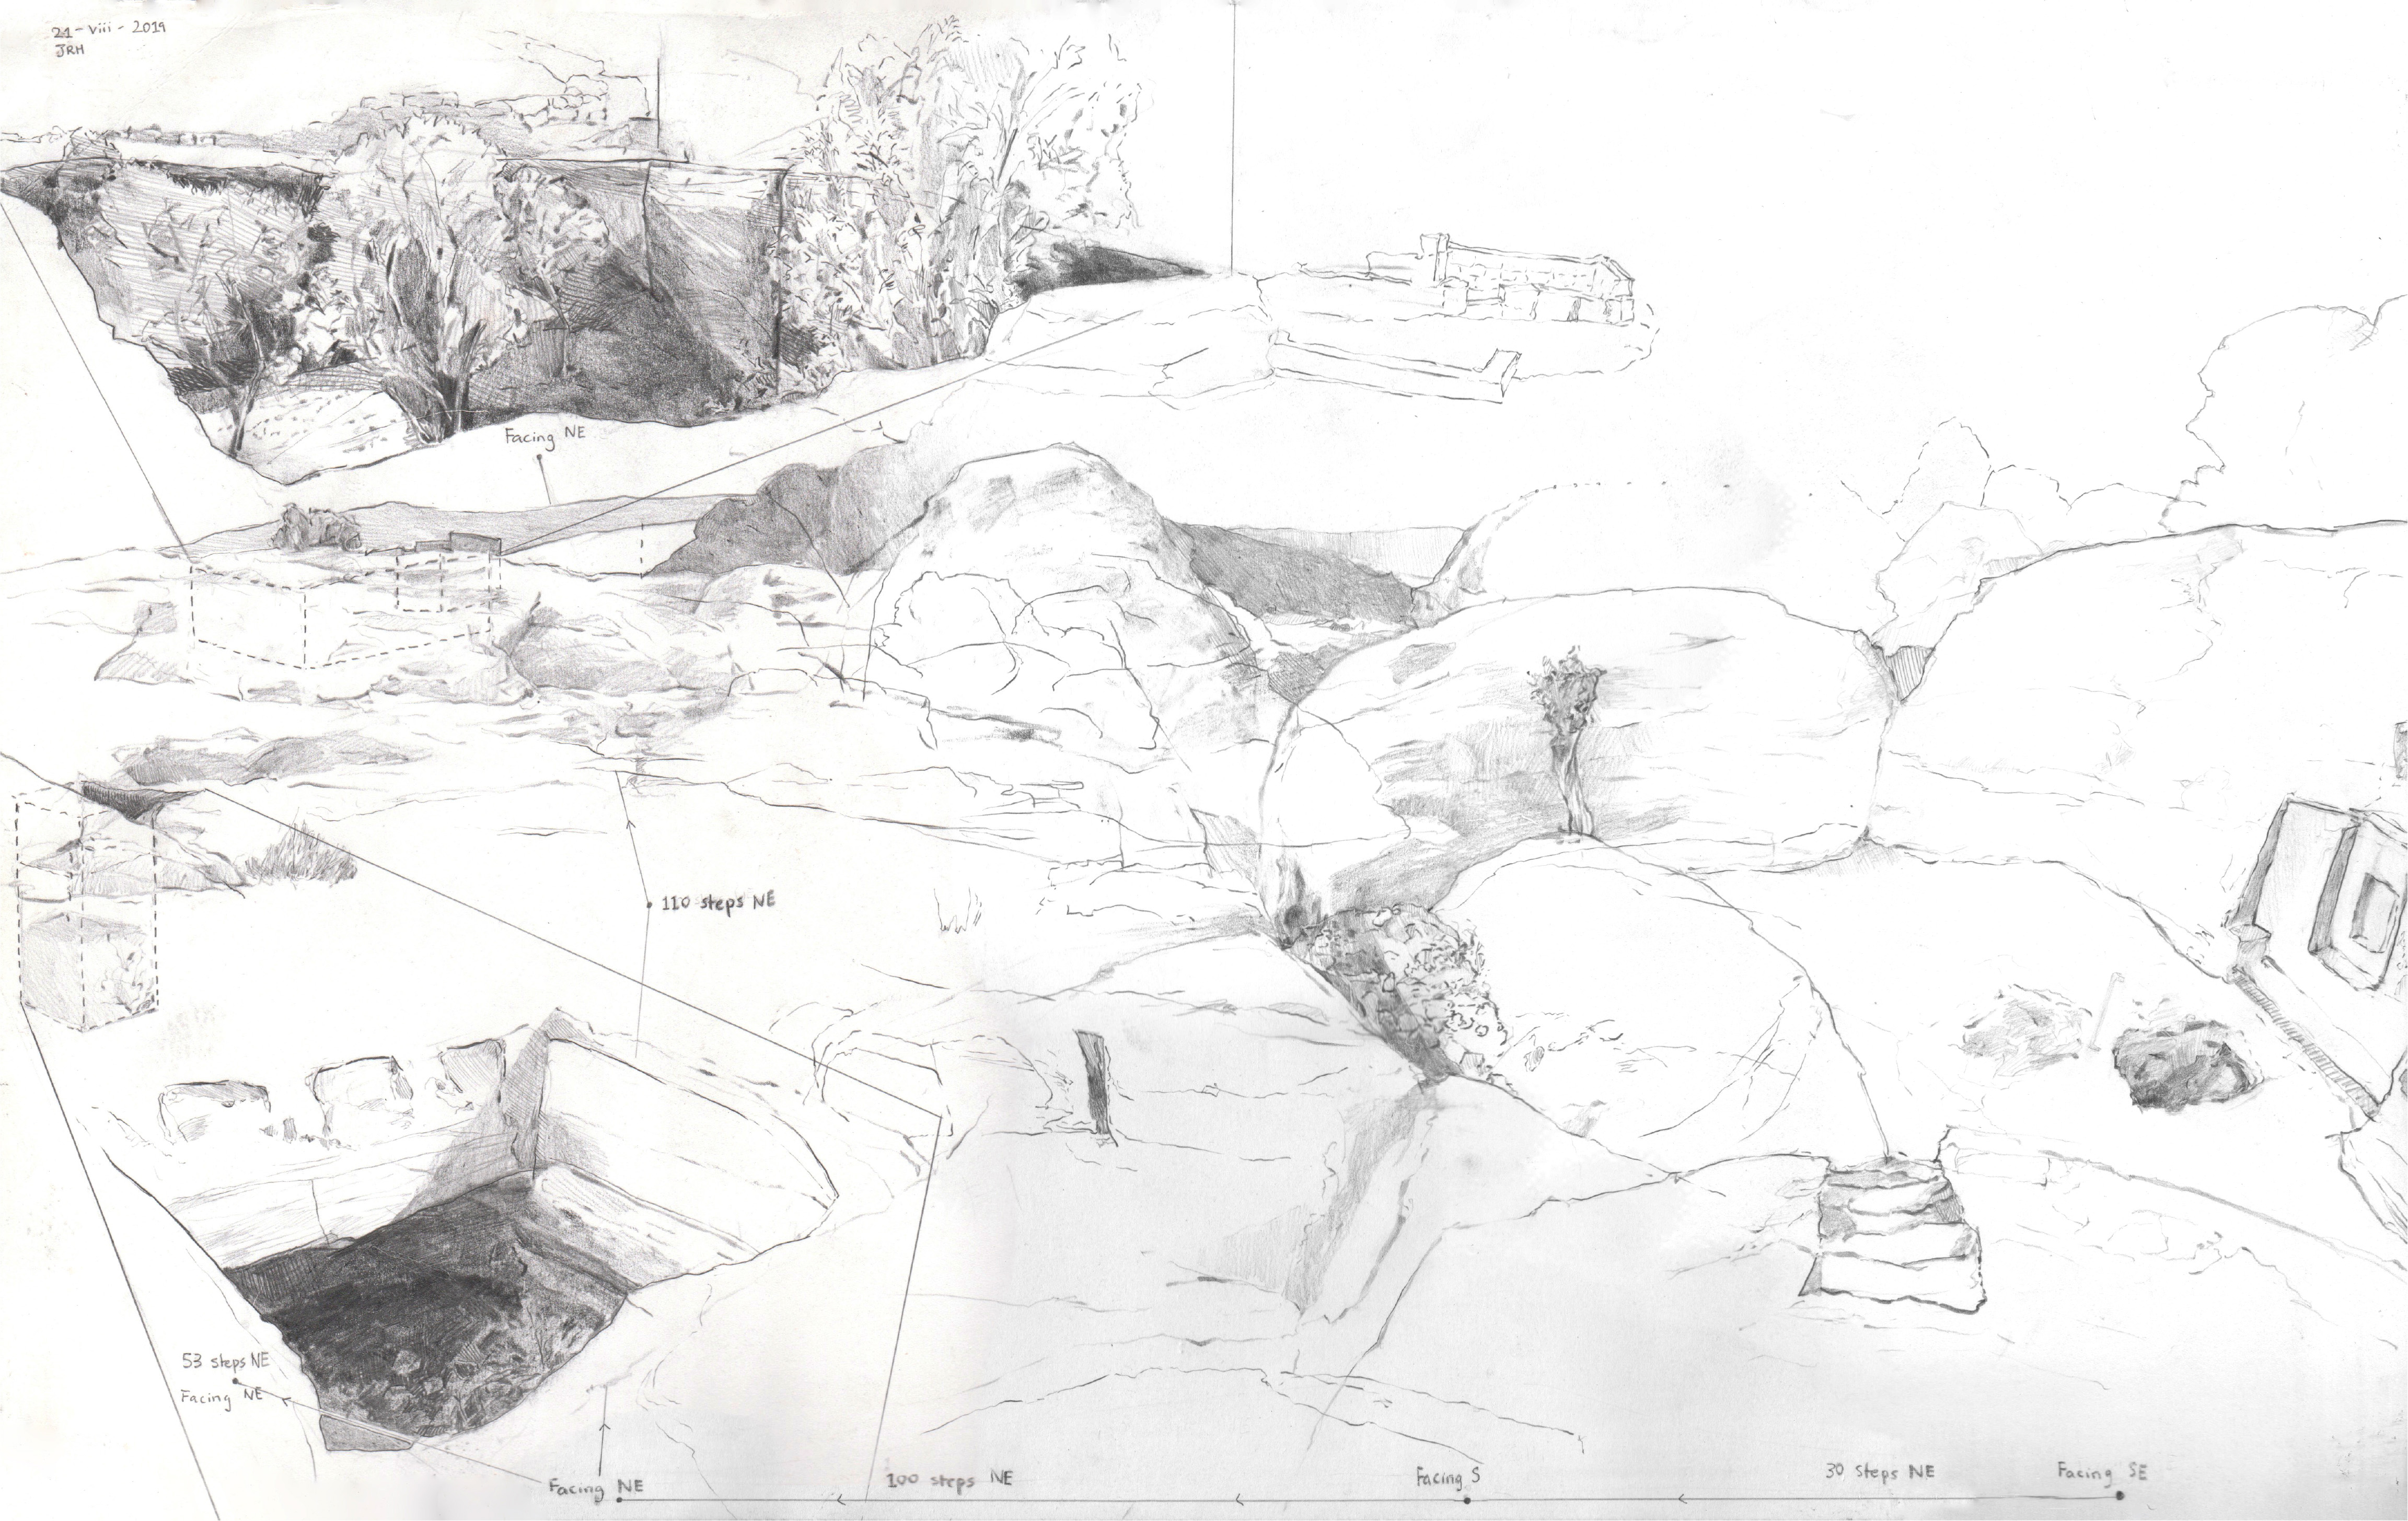 21-viii-2019
JRH
Facing NE
110 steps NE
53 steps NE
Facing NE
Facing NE
100 steps NE
Facing S
30 steps NE
Facing SE